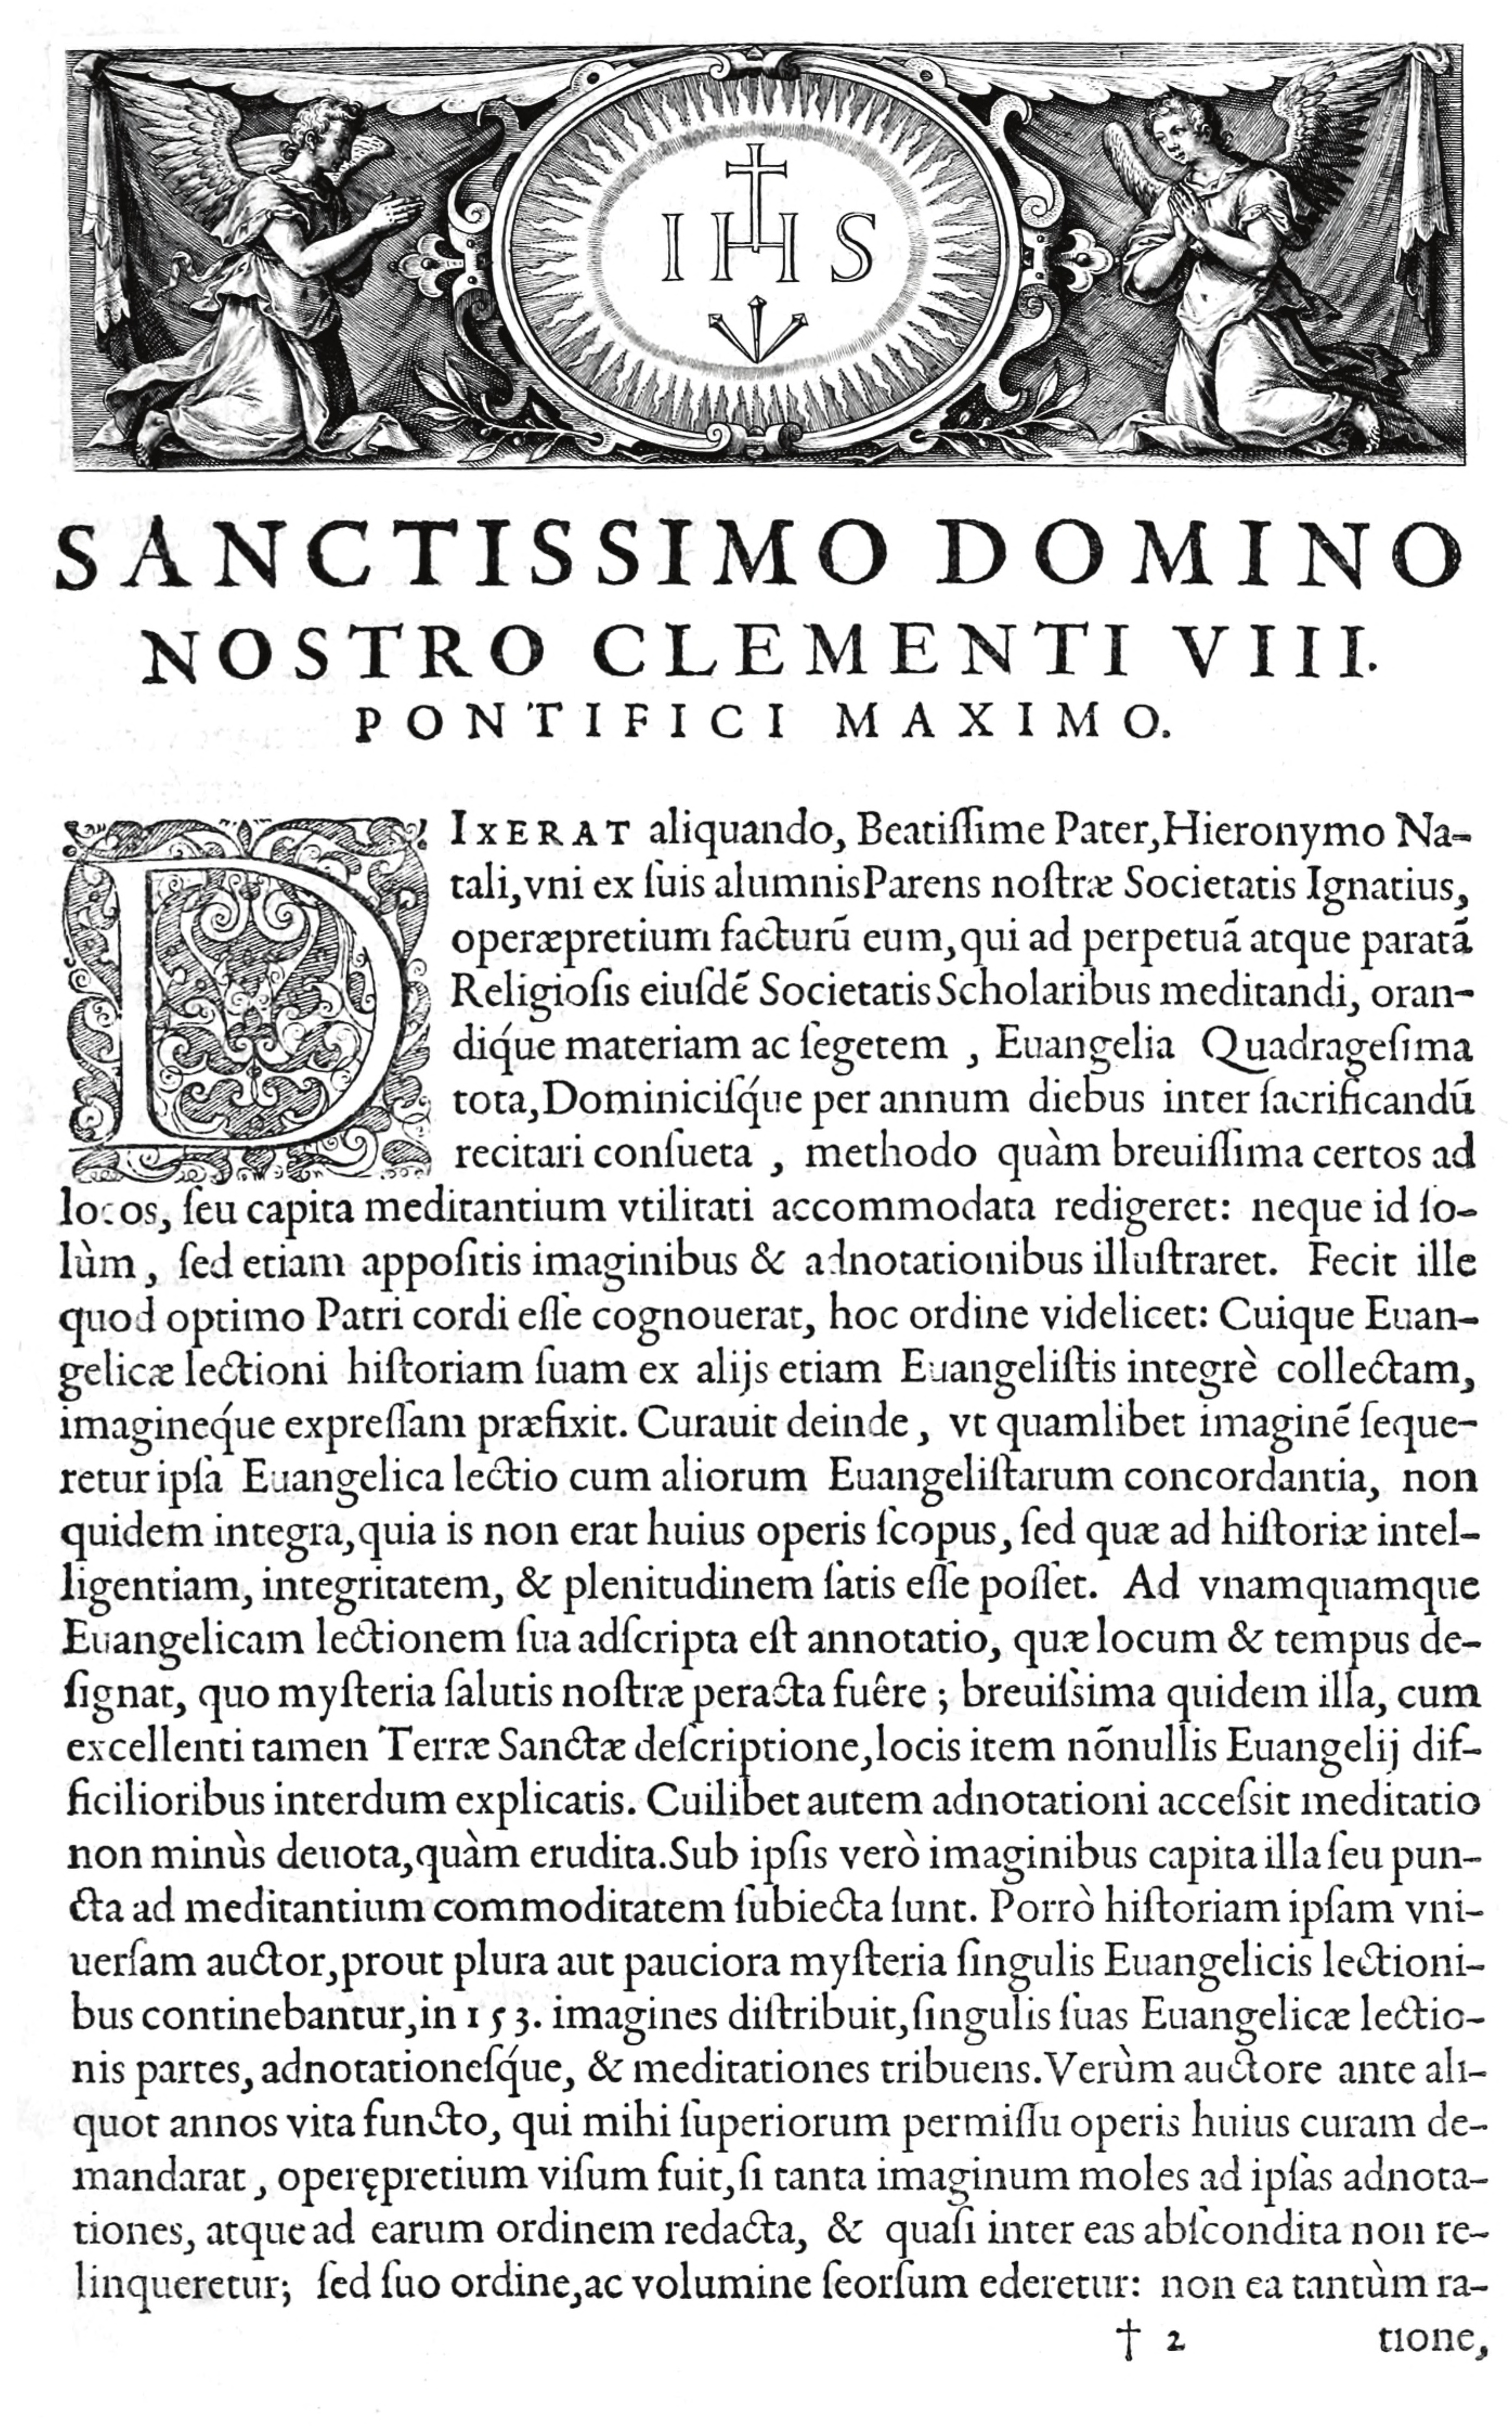 IHS
SANCTISSIMO DOMINO
NOSTRO CLEMENTI VIII.
PONTIFICI MAXIMO.
DIXERAT aliquando, Beatiſſime Pater, Hieronymo Na-
tali, vni ex ſuis alumnis Parens noſtræ Societatis Ignatius,
operæpretium facturũ eum, qui ad perpetuã atque paratã
Religioſis eiuſdẽ Societatis Scholaribus meditandi, oran-
diq́ue materiam ac ſegetem , Euangelia Quadrageſima
tota, Dominiciſq́ue per annum diebus inter ſacrificandũ
recitari conſueta , methodo quàm breuiſſima certos ad
locos, ſeu capita meditantium vtilitati accommodata redigeret: neque id ſo-
lùm , ſed etiam appoſitis imaginibus & adnotationibus illuſtraret. Fecit ille
quod optimo Patri cordi eſſe cognouerat, hoc ordine videlicet: Cuique Euan-
gelicæ lectioni hiſtoriam ſuam ex alijs etiam Euangeliſtis integrè collectam,
imagineq́ue expreſſam præfixit. Curauit deinde , vt quamlibet imaginẽ ſeque-
retur ipſa Euangelica lectio cum aliorum Euangeliſtarum concordantia, non
quidem integra, quia is non erat huius operis ſcopus, ſed quæ ad hiſtoriæ intel-
ligentiam, integritatem, & plenitudinem ſatis eſſe poſſet. Ad vnamquamque
Euangelicam lectionem ſua adſcripta eſt annotatio, quæ locum & tempus de-
ſignat, quo myſteria ſalutis noſtræ peracta fuêre ; breuiſsima quidem illa, cum
excellenti tamen Terræ Sanctæ deſcriptione, locis item nõnullis Euangelij dif-
ficilioribus interdum explicatis. Cuilibet autem adnotationi acceſsit meditatio
non minùs deuota, quàm erudita. Sub ipſis verò imaginibus capita illa ſeu pun-
cta ad meditantium commoditatem ſubiecta ſunt. Porrò hiſtoriam ipſam vni-
uerſam auctor, prout plura aut pauciora myſteria ſingulis Euangelicis lectioni-
bus continebantur, in 153. imagines diſtribuit, ſingulis ſuas Euangelicæ lectio-
nis partes, adnotationeſq́ue, & meditationes tribuens. Verùm auctore ante ali-
quot annos vita functo, qui mihi ſuperiorum permiſſu operis huius curam de-
mandarat , operępretium viſum fuit, ſi tanta imaginum moles ad ipſas adnota-
tiones, atque ad earum ordinem redacta, & quaſi inter eas abſcondita non re-
linqueretur; ſed ſuo ordine, ac volumine ſeorſum ederetur: non ea tantùm ra-
† 2 tione,